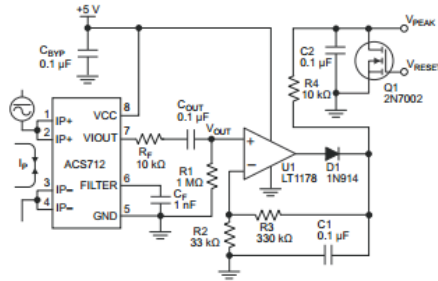 +5 V
CBYP
0.1 µF
1 IP+
2 IP+
IP
3 IP–
4 IP–
ACS712
VCC 8
VIOUT 7
FILTER 6
GND 5
RF
10 kΩ
COUT
0.1 µF
VOUT
R1
1 MΩ
CF
1 nF
+
–
U1
LT1178
D1
1N914
R2
33 kΩ
R3
330 kΩ
C1
0.1 µF
R4
10 kΩ
C2
0.1 µF
VPEAK
VRESET
Q1
2N7002